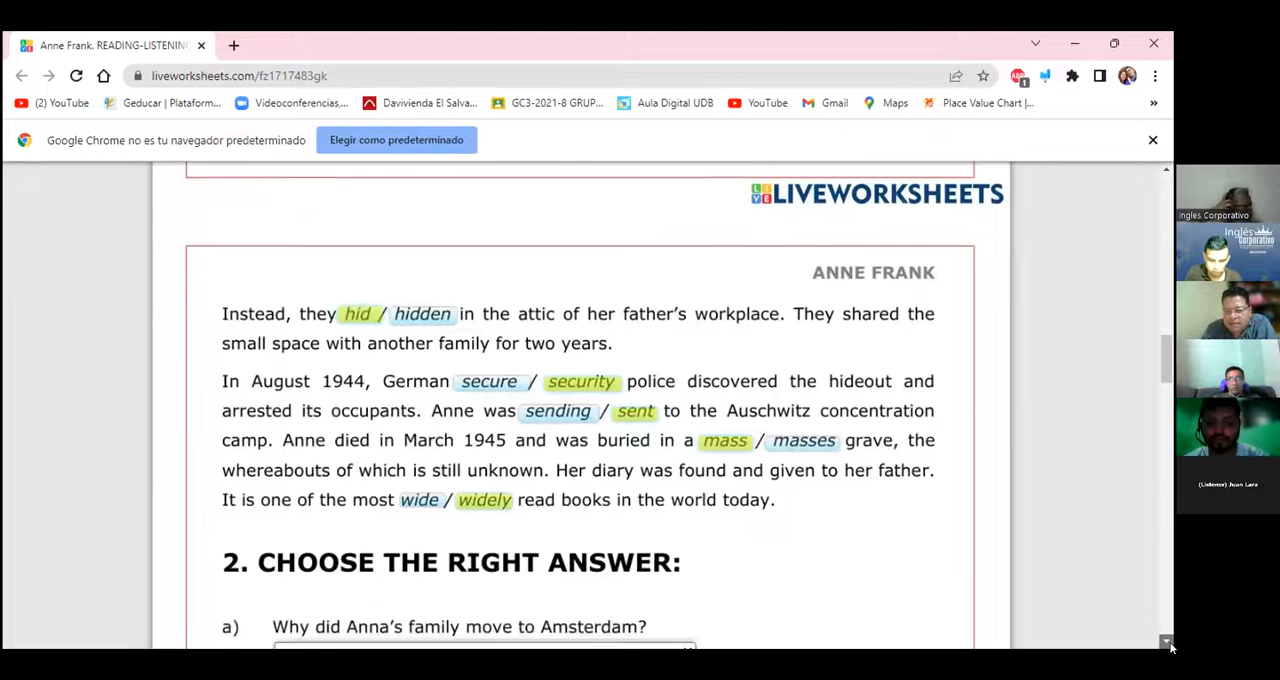 Anne Frank. READING-LISTENING
liveworksheets.com/fz1717483gk
1
(2) YouTube
Geducar | Plataform...
Videoconferencias,...
Davivienda El Salva...
GC3-2021-8 GRUP...
Aula Digital UDB
YouTube
Gmail
Maps
Place Value Chart |...
»
Google Chrome no es tu navegador predeterminado
Elegir como predeterminado
LIVE LIVEWORKSHEETS
ANNE FRANK
Instead, they hid / hidden in the attic of her father's workplace. They shared the
small space with another family for two years.
In August 1944, German secure / security police discovered the hideout and
arrested its occupants. Anne was sending / sent to the Auschwitz concentration
camp. Anne died in March 1945 and was buried in a mass / masses grave, the
whereabouts of which is still unknown. Her diary was found and given to her father.
It is one of the most wide / widely read books in the world today.
2. CHOOSE THE RIGHT ANSWER:
a) Why did Anna's family move to Amsterdam?
ingles Corporativo
Inglés
Corporativo
(Listener) Juan Lara